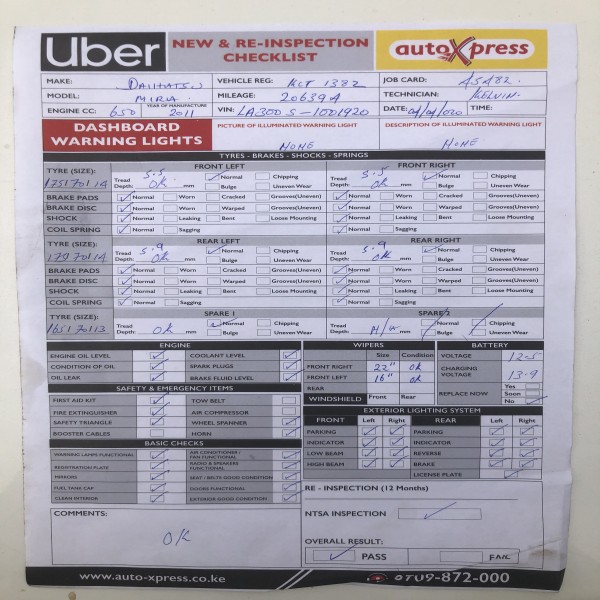 Uber
NEW & RE-INSPECTION CHECKLIST
autoXpress
MAKE: DAIHATSU VEHICLE REG: KCT 138Z JOB CARD:
MODEL: MIRA MILEAGE: TECHNICIAN: KELVIN
ENGINE CC: 650 YEAR OF MANUFACTURE 2011 VIN: LA300S-1001920 DATE: TIME:
DASHBOARD WARNING LIGHTS
PICTURE OF ILLUMINATED WARNING LIGHT DESCRIPTION OF ILLUMINATED WARNING LIGHT
NONE NONE
TYRES - BRAKES - SHOCKS - SPRINGS
FRONT LEFT FRONT RIGHT
TYRE (SIZE): Tread Depth: 5.5 OK mm Normal Chipping Bulge Uneven Wear Tread Depth: 5.5 OK mm Normal Chipping Bulge Uneven Wear
BRAKE PADS Normal Worn Cracked Grooves(Uneven) Normal Worn Cracked Grooves(Uneven)
BRAKE DISC Normal Worn Warped Grooves(Uneven) Normal Worn Warped Grooves(Uneven)
SHOCK Normal Leaking Bent Loose Mounting Normal Leaking Bent Loose Mounting
COIL SPRING Normal Sagging Normal Sagging
REAR LEFT REAR RIGHT
TYRE (SIZE): Tread Depth: 5.9 OK mm Normal Chipping Bulge Uneven Wear Tread Depth: 5.9 OK mm Normal Chipping Bulge Uneven Wear
BRAKE PADS Normal Worn Cracked Grooves(Uneven) Normal Worn Cracked Grooves(Uneven)
BRAKE DISC Normal Worn Warped Grooves(Uneven) Normal Worn Warped Grooves(Uneven)
SHOCK Normal Leaking Bent Loose Mounting Normal Leaking Bent Loose Mounting
COIL SPRING Normal Sagging Normal Sagging
SPARE 1 SPARE 2
TYRE (SIZE): 165/70/13 Tread Depth: OK mm Normal Chipping Bulge Uneven Wear Tread Depth: N/A mm Normal Chipping Bulge Uneven Wear
ENGINE
ENGINE OIL LEVEL COOLANT LEVEL
CONDITION OF OIL SPARK PLUGS
OIL LEAK BRAKE FLUID LEVEL
SAFETY & EMERGENCY ITEMS
FIRST AID KIT TOW BELT
FIRE EXTINGUISHER AIR COMPRESSOR
SAFETY TRIANGLE WHEEL SPANNER
BOOSTER CABLES HORN
BASIC CHECKS
WARNING LAMPS FUNCTIONAL AIR CONDITIONER / FAN FUNCTIONAL
REGISTRATION PLATE RADIO & SPEAKERS FUNCTIONAL
MIRRORS SEAT - BELTS GOOD CONDITION
FUEL TANK CAP DOORS FUNCTIONAL
CLEAN INTERIOR EXTERIOR GOOD CONDITION
WIPERS
Size Condition
FRONT RIGHT 22" OK
FRONT LEFT 16" OK
REAR
WINDSHIELD Front Rear
BATTERY
VOLTAGE 12.5
CHARGING VOLTAGE 13.9
REPLACE NOW Yes Soon No
EXTERIOR LIGHTING SYSTEM
FRONT Left Right REAR Left Right
PARKING PARKING
INDICATOR INDICATOR
LOW BEAM REVERSE
HIGH BEAM BRAKE
LICENSE PLATE
COMMENTS:
OK
RE - INSPECTION (12 Months)
NTSA INSPECTION
OVERALL RESULT:
PASS FAIL
www.auto-xpress.co.ke 0709-872-000